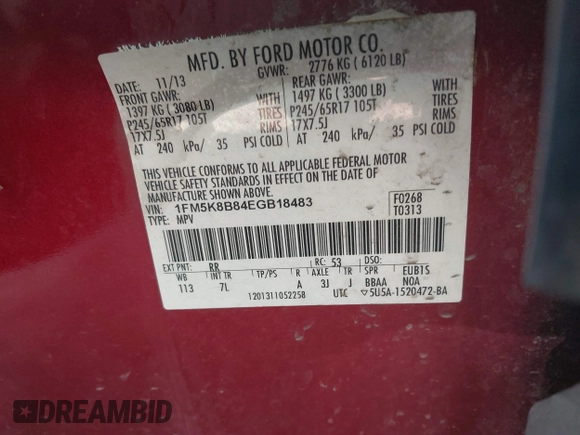 MFD. BY FORD MOTOR CO.
DATE: 11/13 GVWR: 2776 KG ( 6120 LB)
FRONT GAWR: REAR GAWR:
1397 KG ( 3080 LB) WITH 1497 KG ( 3300 LB) WITH
P245/65R17 105T TIRES P245/65R17 105T TIRES
17X7.5J RIMS 17X7.5J RIMS
AT 240 kPa/ 35 PSI COLD AT 240 kPa/ 35 PSI COLD
THIS VEHICLE CONFORMS TO ALL APPLICABLE FEDERAL MOTOR
VEHICLE SAFETY AND BUMPER STANDARDS IN EFFECT ON THE DATE OF
MANUFACTURE SHOWN ABOVE.
VIN: 1FM5K8B84EGB18483 F0268
TYPE: MPV T0313
EXT PNT: RR RC: 53 DSO:
WB INT TR TP/PS R AXLE TR SPR EUB1S
113 7L A 3J J BBAA NOA
1201311052258 UTC ▽5U5A-1520472-BA
DREAMBID